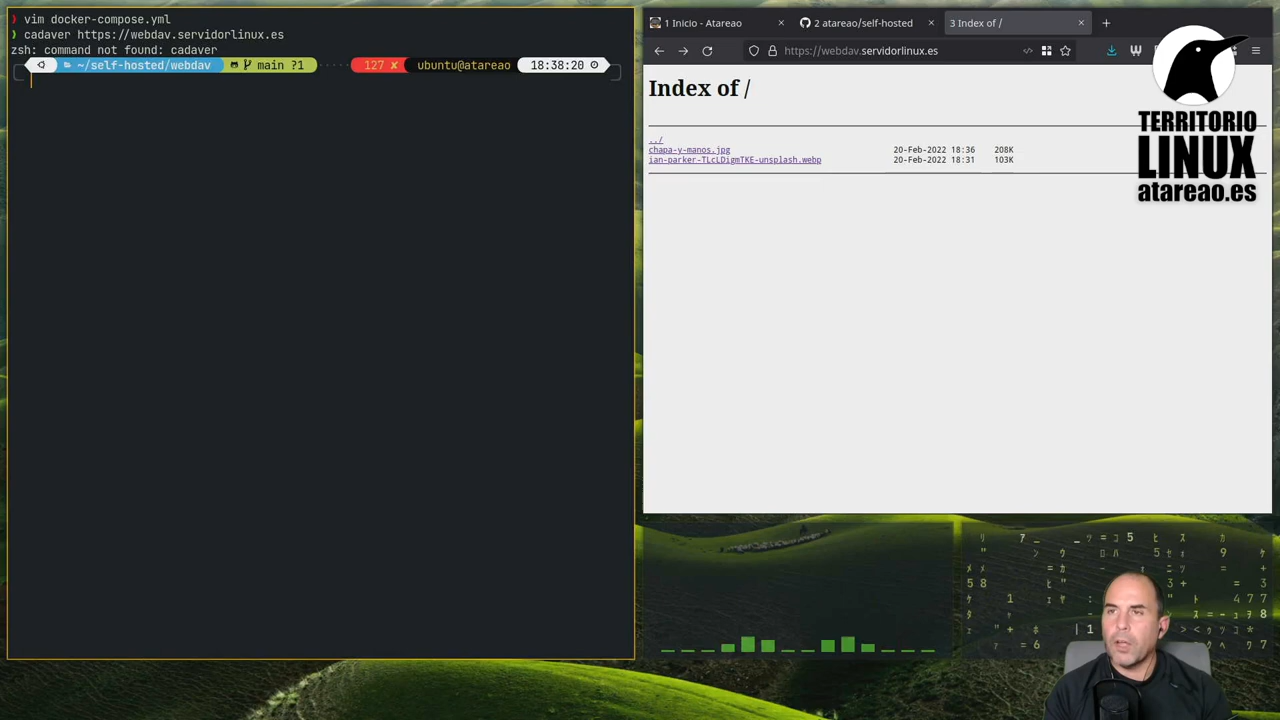 ❯ vim docker-compose.yml
❯ cadaver https://webdav.servidorlinux.es
zsh: command not found: cadaver
~/self-hosted/webdav main ?1 ····· 127 ✘ ubuntu@atareao 18:38:20
1 Inicio - Atareao
2 atareao/self-hosted
3 Index of /
https://webdav.servidorlinux.es
Index of /
../
chapa-y-manos.jpg 20-Feb-2022 18:36 208K
ian-parker-TLcLDigmTKE-unsplash.webp 20-Feb-2022 18:31 103K
TERRITORIO
LINUX
atareao.es